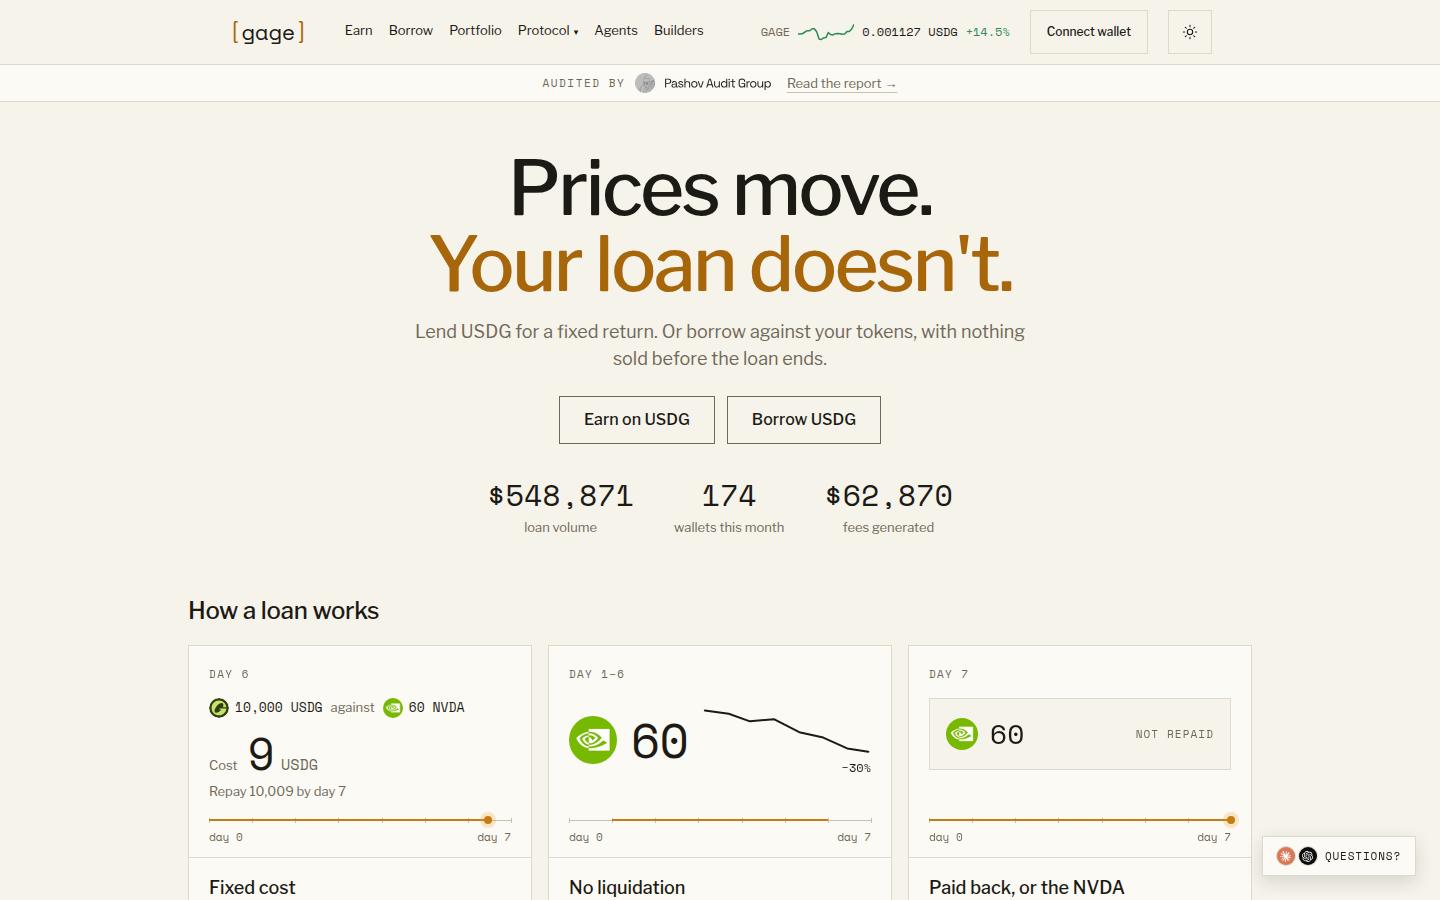 [gage]
Earn Borrow Portfolio Protocol ▾ Agents Builders
GAGE 0.001127 USDG +14.5%
Connect wallet
AUDITED BY Pashov Audit Group Read the report →
Prices move.
Your loan doesn't.
Lend USDG for a fixed return. Or borrow against your tokens, with nothing
sold before the loan ends.
Earn on USDG Borrow USDG
$548,871 174 $62,870
loan volume wallets this month fees generated
How a loan works
DAY 6
10,000 USDG against 60 NVDA
Cost 9 USDG
Repay 10,009 by day 7
day 0 day 7
Fixed cost
DAY 1–6
60
−30%
day 0 day 7
No liquidation
DAY 7
60 NOT REPAID
day 0 day 7
Paid back, or the NVDA
QUESTIONS?